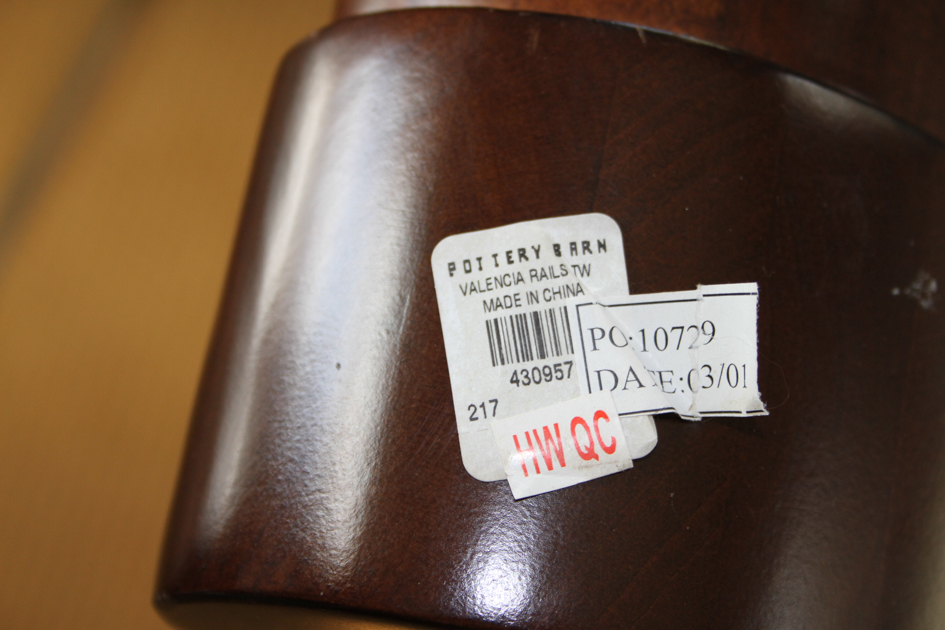 POTTERY BARN
VALENCIA RAILS TW
MADE IN CHINA
430957
217
PO:10729
DATE:03/01
HW QC